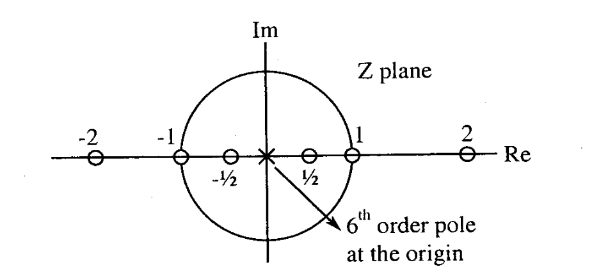 Im
Z plane
-2
-1
1
2
Re
-½
½
6th order pole
at the origin